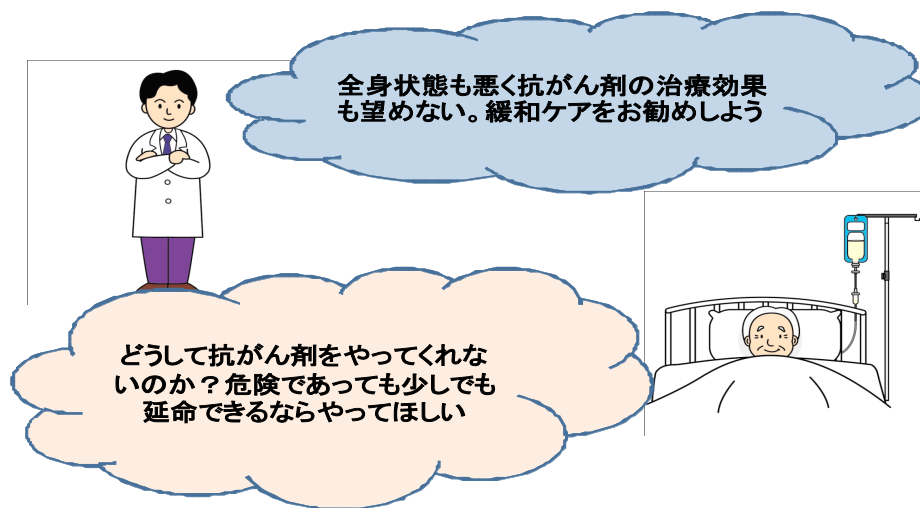 全身状態も悪く抗がん剤の治療効果
も望めない。緩和ケアをお勧めしよう
どうして抗がん剤をやってくれな
いのか？危険であっても少しでも
延命できるならやってほしい